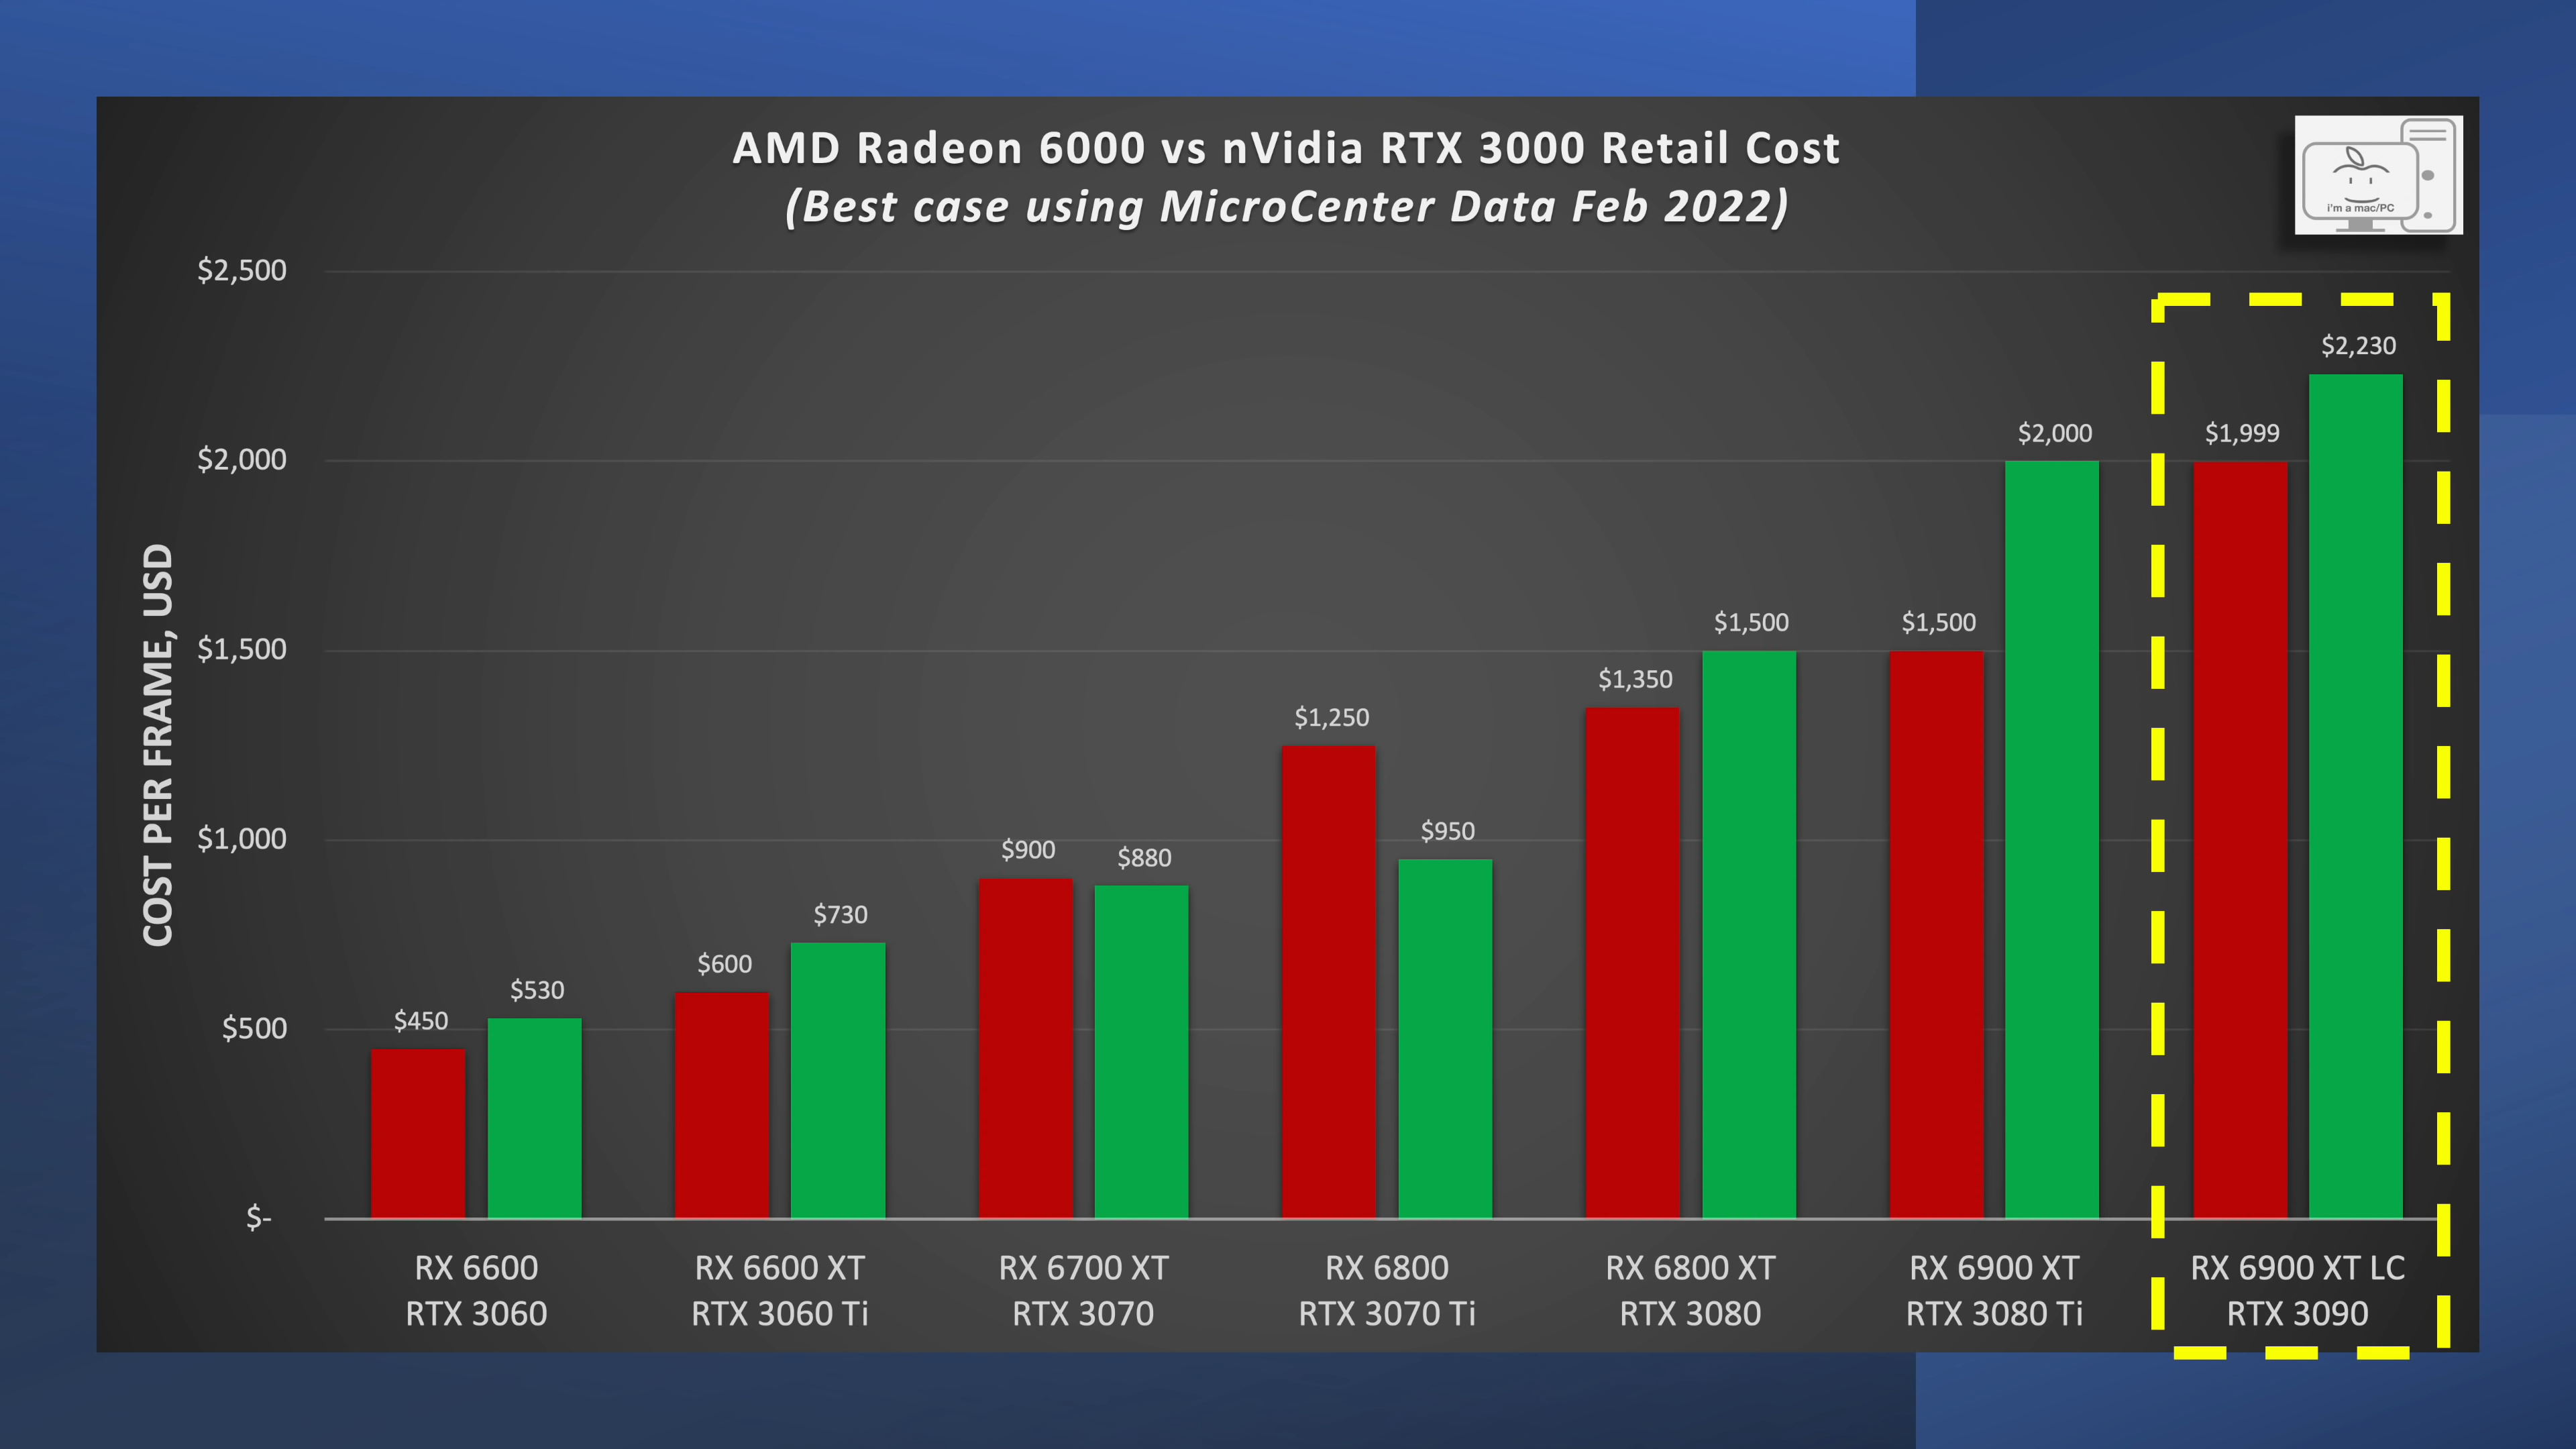 AMD Radeon 6000 vs nVidia RTX 3000 Retail Cost
(Best case using MicroCenter Data Feb 2022)
i'm a mac/PC
COST PER FRAME, USD
$2,500
$2,000
$1,500
$1,000
$500
$-
$450
$530
$600
$730
$900
$880
$1,250
$950
$1,350
$1,500
$1,500
$2,000
$1,999
$2,230
RX 6600
RTX 3060
RX 6600 XT
RTX 3060 Ti
RX 6700 XT
RTX 3070
RX 6800
RTX 3070 Ti
RX 6800 XT
RTX 3080
RX 6900 XT
RTX 3080 Ti
RX 6900 XT LC
RTX 3090